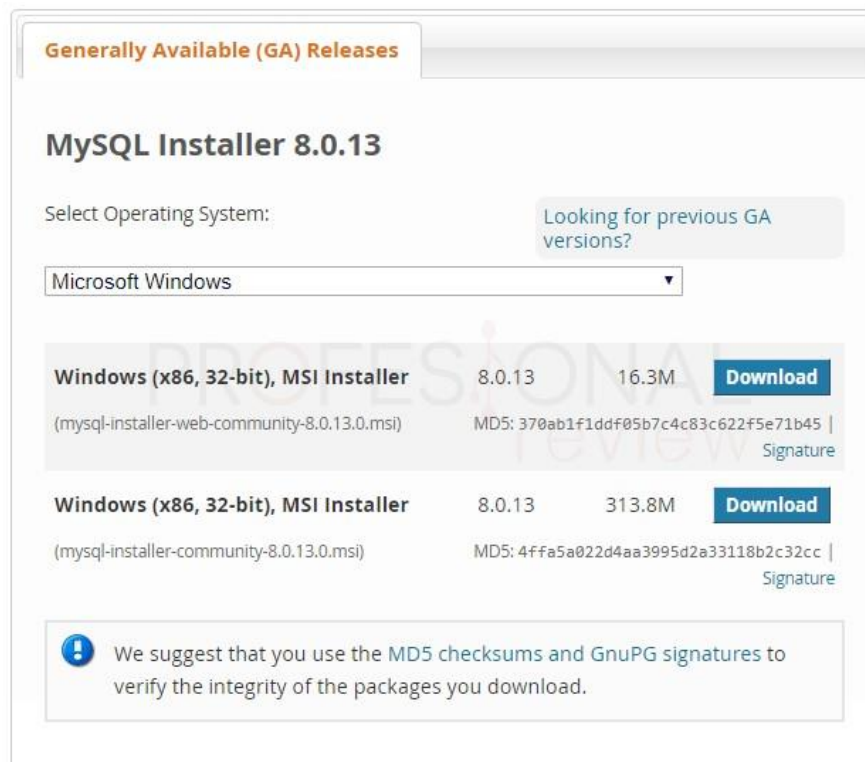 Generally Available (GA) Releases
MySQL Installer 8.0.13
Select Operating System:
Looking for previous GA
versions?
Microsoft Windows
PROFESIONAL
review
Windows (x86, 32-bit), MSI Installer 8.0.13 16.3M Download
(mysql-installer-web-community-8.0.13.0.msi) MD5: 370ab1f1ddf05b7c4c83c622f5e71b45 |
Signature
Windows (x86, 32-bit), MSI Installer 8.0.13 313.8M Download
(mysql-installer-community-8.0.13.0.msi) MD5: 4ffa5a022d4aa3995d2a33118b2c32cc |
Signature
We suggest that you use the MD5 checksums and GnuPG signatures to
verify the integrity of the packages you download.